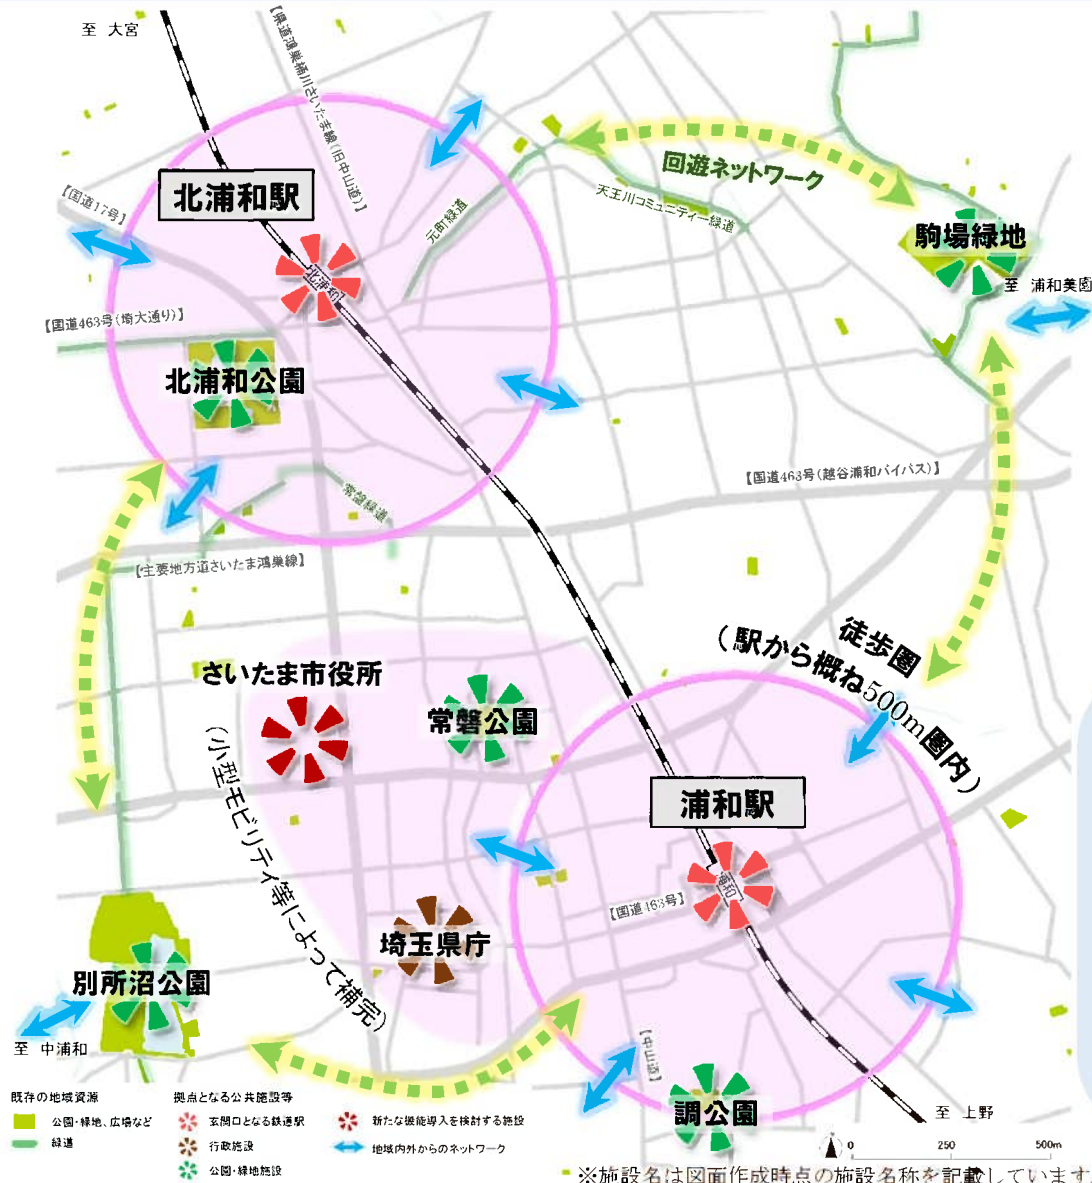 至 大宮
【県道鴻巣桶川さいたま線(旧中山道)】
北浦和駅
【国道17号】
元町緑道
回遊ネットワーク
天王川コミュニティー緑道
駒場緑地
至 浦和美園
北浦和
【国道463号(埼大通り)】
北浦和公園
【国道463号(越谷浦和バイパス)】
常盤緑道
【主要地方道さいたま鴻巣線】
徒歩圏
(駅から概ね500m圏内)
さいたま市役所
常磐公園
(小型モビリティ等によって補完)
浦和駅
浦和
【国道463号】
埼玉県庁
別所沼公園
至 中浦和
【中山道】
調公園
至 上野
既存の地域資源
公園・緑地、広場など
緑道
拠点となる公共施設等
玄関口となる鉄道駅
行政施設
公園・緑地施設
新たな機能導入を検討する施設
地域内外からのネットワーク
0 250 500m
※施設名は図面作成時点の施設名称を記載しています